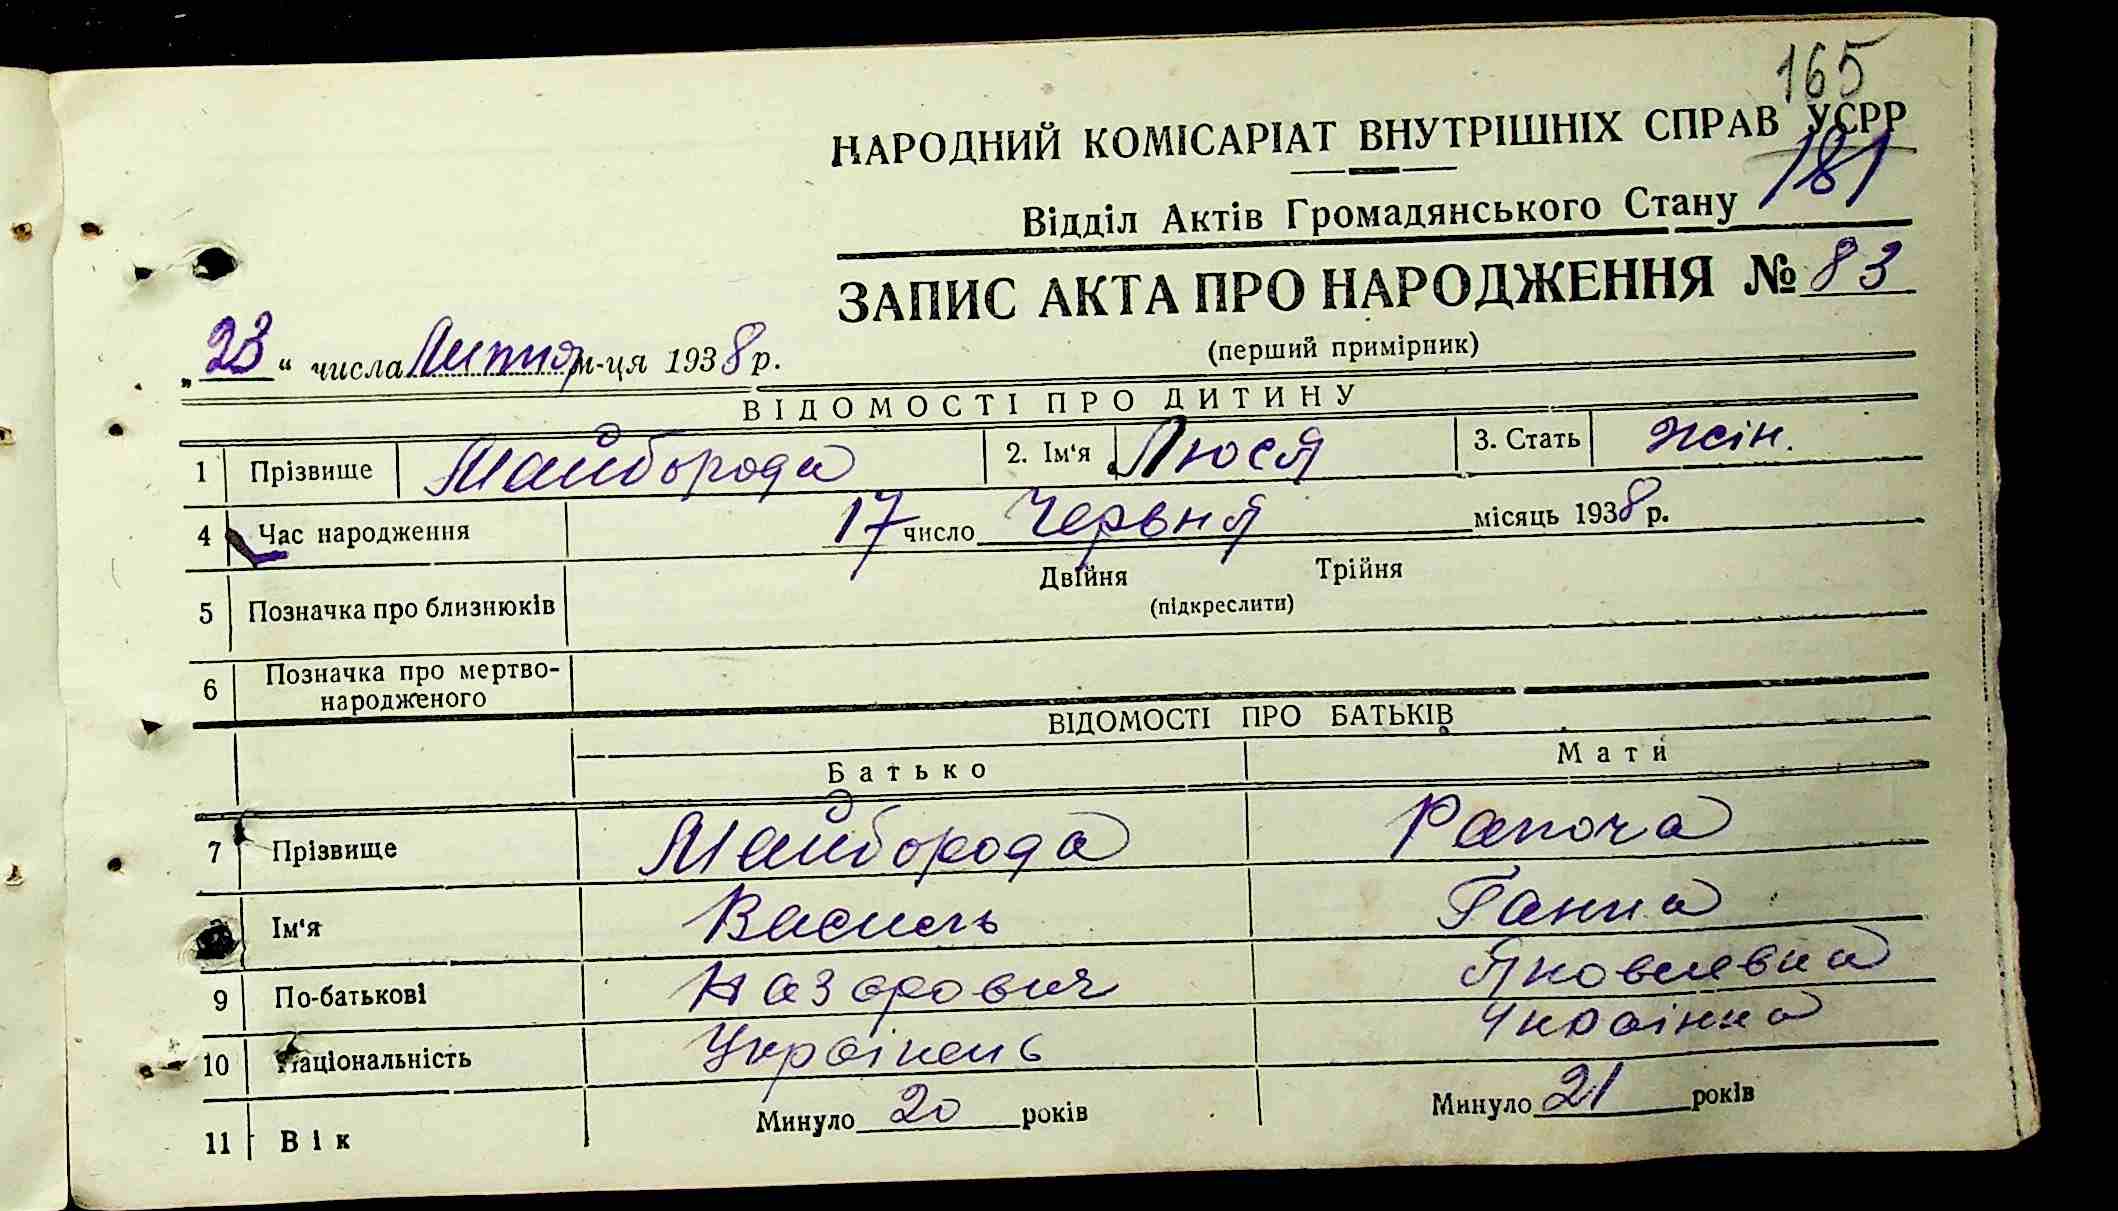 165
НАРОДНИЙ КОМІСАРІАТ ВНУТРІШНІХ СПРАВ УСРР
181
Відділ Актів Громадянського Стану
ЗАПИС АКТА ПРО НАРОДЖЕННЯ № 83
(перший примірник)
„23“ числа Липня м-ця 1938 р.
ВІДОМОСТІ ПРО ДИТИНУ
1 Прізвище Майборода 2. Ім'я Люся 3. Стать жін.
4 Час народження 17 число Червня місяць 1938 р.
Двійня Трійня
5 Позначка про близнюків (підкреслити)
6 Позначка про мертво-
народженого
ВІДОМОСТІ ПРО БАТЬКІВ
Батько Мати
7 Прізвище Майборода Рапоча
Ім'я Василь Ганна
9 По-батькові Назарович Яковлевна
10 Національність Українець Українка
11 Вік Минуло 20 років Минуло 21 років